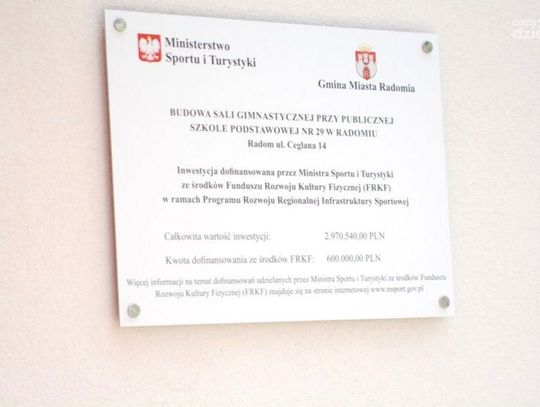 Ministerstwo
Sportu i Turystyki
Gmina Miasta Radomia
BUDOWA SALI GIMNASTYCZNEJ PRZY PUBLICZNEJ
SZKOLE PODSTAWOWEJ NR 29 W RADOMIU
Radom ul. Ceglana 14
Inwestycja dofinansowana przez Ministra Sportu i Turystyki
ze środków Funduszu Rozwoju Kultury Fizycznej (FRKF)
w ramach Programu Rozwoju Regionalnej Infrastruktury Sportowej
Całkowita wartość inwestycji: 2.970.540,00 PLN
Kwota dofinansowania ze środków FRKF: 600.000,00 PLN
Więcej informacji na temat dofinansowań udzielanych przez Ministra Sportu i Turystyki ze środków Funduszu
Rozwoju Kultury Fizycznej (FRKF) znajduje się na stronie internetowej www.msport.gov.pl